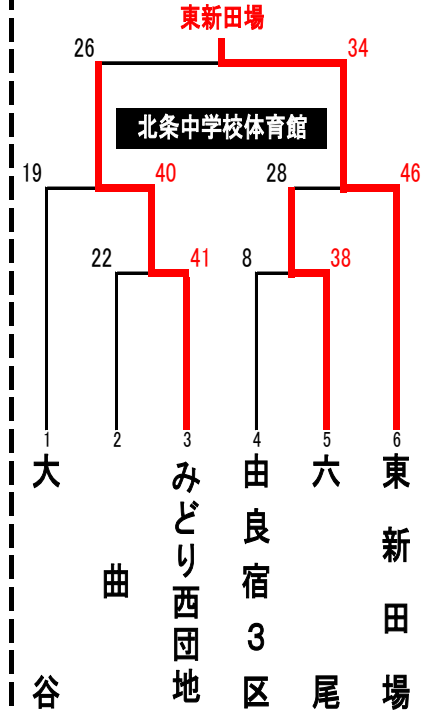 東新田場
26 34
北条中学校体育館
19 40 28 46
22 41 8 38
1 2 3 4 5 6
大谷
曲
みどり西団地
由良宿3区
六尾
東新田場